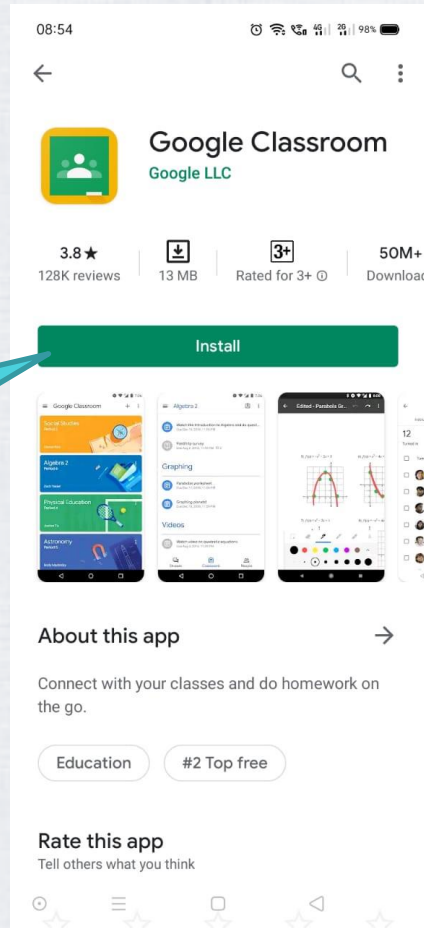 08:54
4G 2G 98%
Google Classroom
Google LLC
3.8★
128K reviews
13 MB
3+
Rated for 3+
50M+
Download
Install
Google Classroom
Social Studies
Algebra 2
Physical Education
Astronomy
Algebra 2
Graphing
Videos
Edited - Parabola Gr...
12
About this app
Connect with your classes and do homework on
the go.
Education
#2 Top free
Rate this app
Tell others what you think